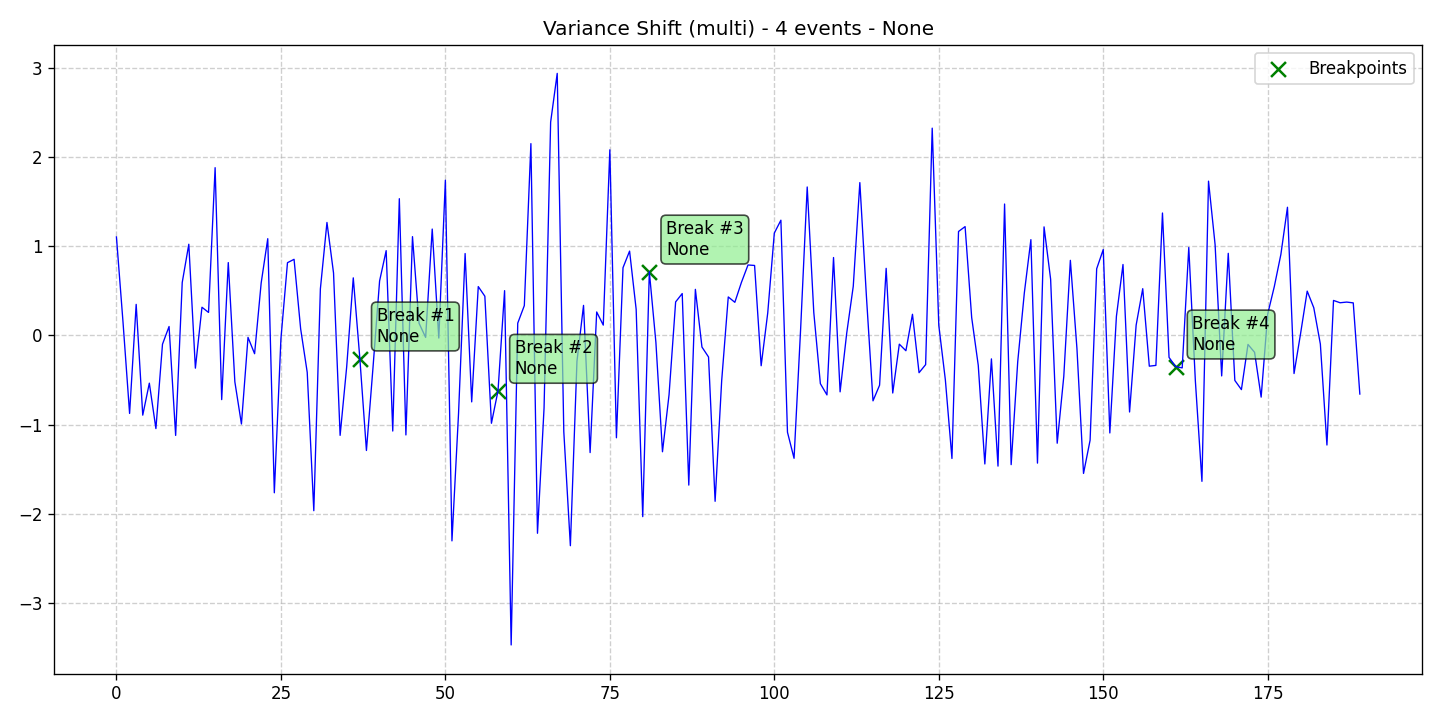 Variance Shift (multi) - 4 events - None
Breakpoints
3
2
1
0
−1
−2
−3
Break #1
None
Break #2
None
Break #3
None
Break #4
None
0
25
50
75
100
125
150
175